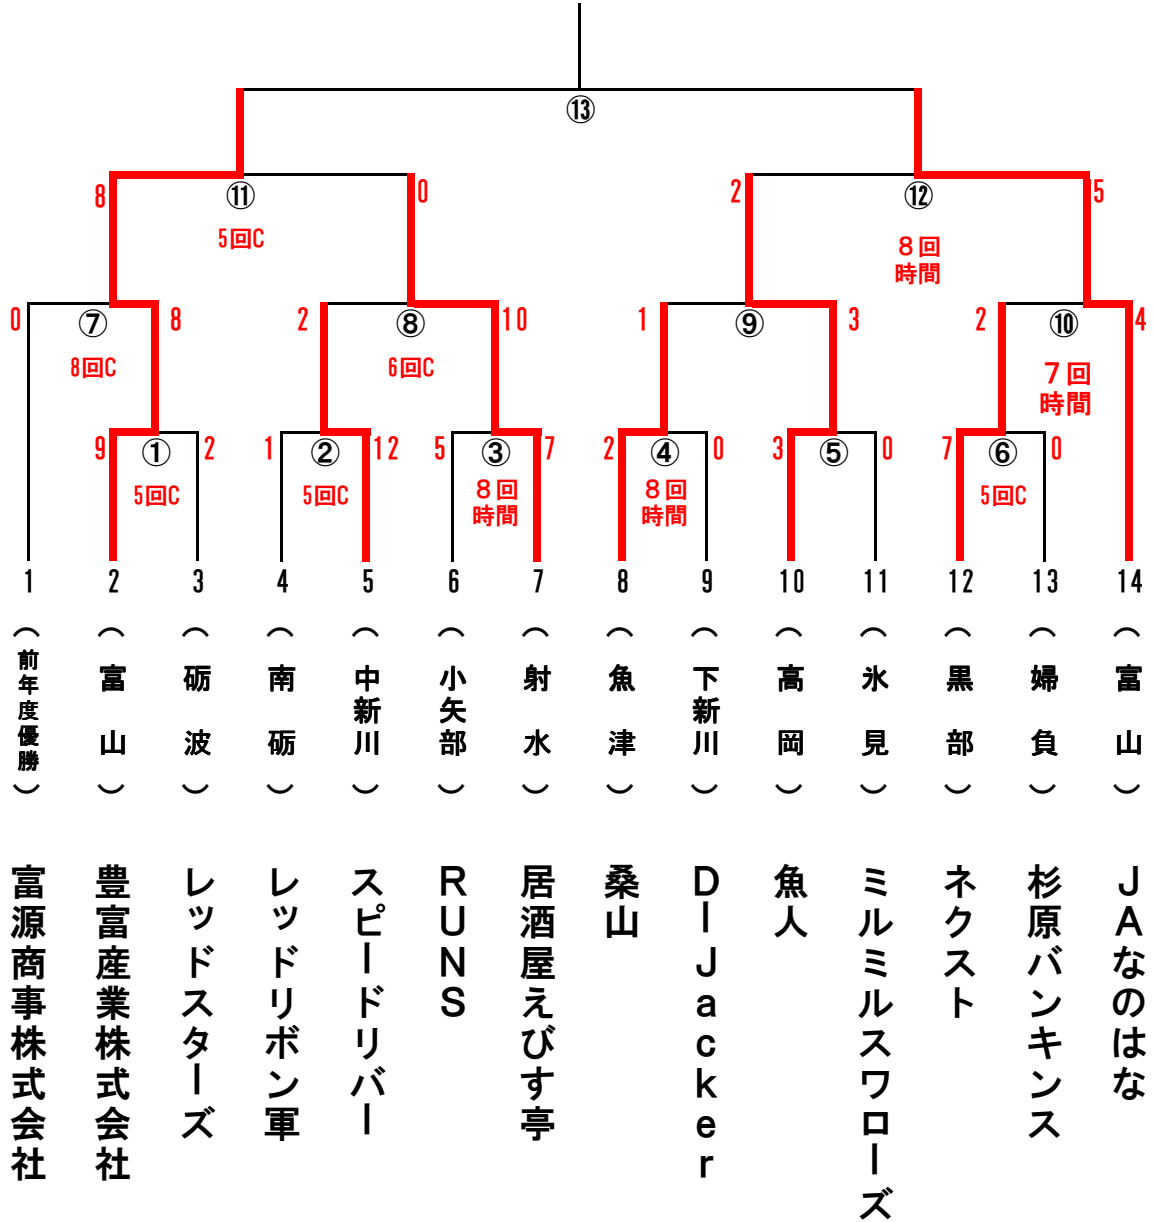 ⑬
8 ⑪ 0 2 ⑫ 5
5回C
８回
時間
0 ⑦ 8 2 ⑧ 10 1 ⑨ 3 2 ⑩ 4
8回C 6回C
７回
時間
9 ① 2 1 ② 12 5 ③ 7 2 ④ 0 3 ⑤ 0 7 ⑥ 0
5回C 5回C
８回
時間
８回
時間
5回C
1 2 3 4 5 6 7 8 9 10 11 12 13 14
（前年度優勝）
（富山）
（砺波）
（南砺）
（中新川）
（小矢部）
（射水）
（魚津）
（下新川）
（高岡）
（氷見）
（黒部）
（婦負）
（富山）
富源商事株式会社
豊富産業株式会社
レッドスターズ
レッドリボン軍
スピードリバー
ＲＵＮＳ
居酒屋えびす亭
桑山
ＤーＪａｃｋｅｒ
魚人
ミルミルスワローズ
ネクスト
杉原バンキンス
ＪＡなのはな